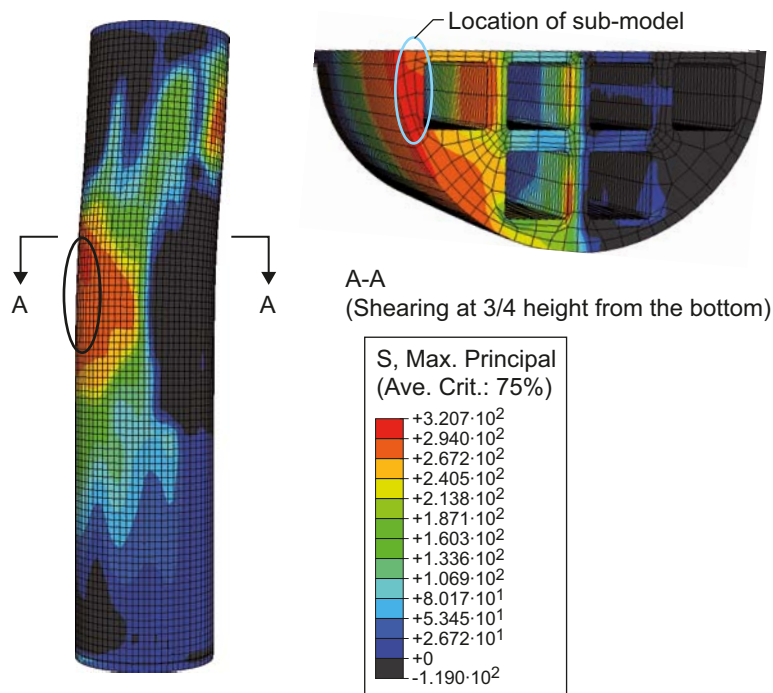 Location of sub-model
A
A
A-A
(Shearing at 3/4 height from the bottom)
S, Max. Principal
(Ave. Crit.: 75%)
+3.207·10²
+2.940·10²
+2.672·10²
+2.405·10²
+2.138·10²
+1.871·10²
+1.603·10²
+1.336·10²
+1.069·10²
+8.017·10¹
+5.345·10¹
+2.672·10¹
+0
-1.190·10²